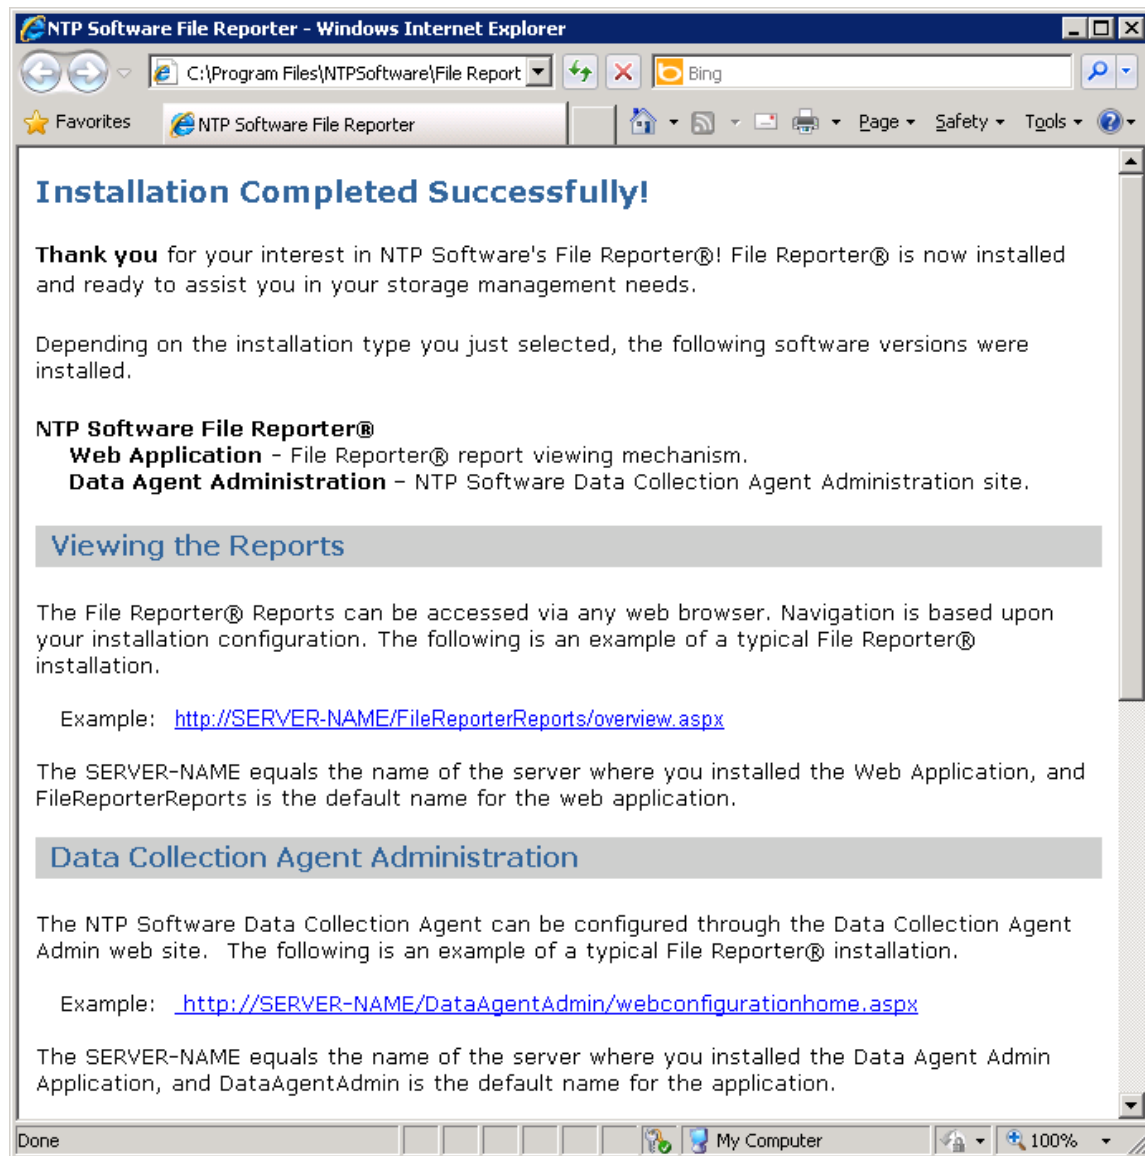 NTP Software File Reporter - Windows Internet Explorer
C:\Program Files\NTPSoftware\File Report
Bing
Favorites
NTP Software File Reporter
Page
Safety
Tools
Installation Completed Successfully!
Thank you for your interest in NTP Software's File Reporter®! File Reporter® is now installed
and ready to assist you in your storage management needs.
Depending on the installation type you just selected, the following software versions were
installed.
NTP Software File Reporter®
Web Application – File Reporter® report viewing mechanism.
Data Agent Administration – NTP Software Data Collection Agent Administration site.
Viewing the Reports
The File Reporter® Reports can be accessed via any web browser. Navigation is based upon
your installation configuration. The following is an example of a typical File Reporter®
installation.
Example: http://SERVER-NAME/FileReporterReports/overview.aspx
The SERVER-NAME equals the name of the server where you installed the Web Application, and
FileReporterReports is the default name for the web application.
Data Collection Agent Administration
The NTP Software Data Collection Agent can be configured through the Data Collection Agent
Admin web site. The following is an example of a typical File Reporter® installation.
Example: http://SERVER-NAME/DataAgentAdmin/webconfigurationhome.aspx
The SERVER-NAME equals the name of the server where you installed the Data Agent Admin
Application, and DataAgentAdmin is the default name for the application.
Done
My Computer
100%